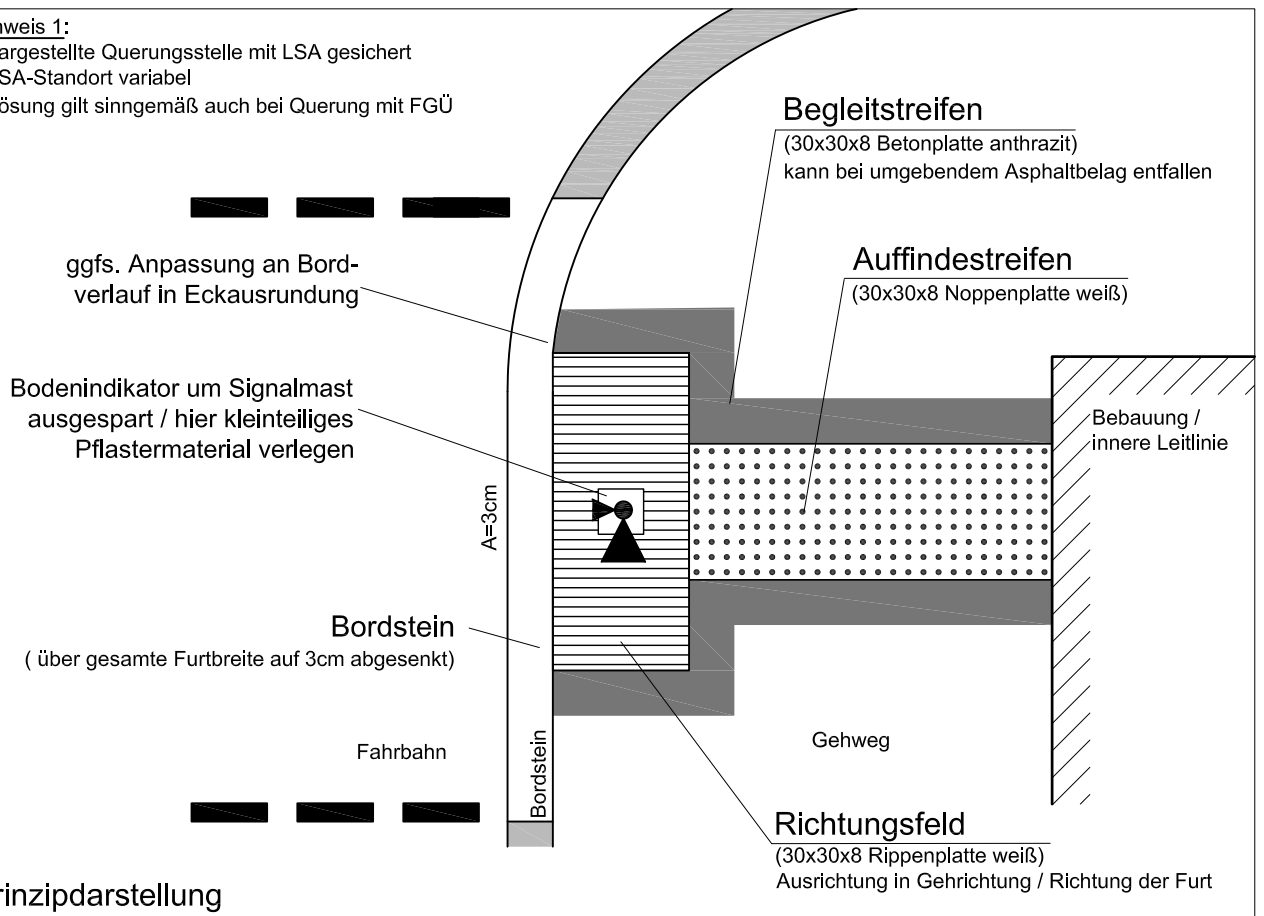 nweis 1:
argestellte Querungsstelle mit LSA gesichert
SA-Standort variabel
ösung gilt sinngemäß auch bei Querung mit FGÜ
Begleitstreifen
(30x30x8 Betonplatte anthrazit)
kann bei umgebendem Asphaltbelag entfallen
ggfs. Anpassung an Bord-
verlauf in Eckausrundung
Auffindestreifen
(30x30x8 Noppenplatte weiß)
Bodenindikator um Signalmast
ausgespart / hier kleinteiliges
Pflastermaterial verlegen
Bebauung /
innere Leitlinie
A=3cm
Bordstein
( über gesamte Furtbreite auf 3cm abgesenkt)
Fahrbahn
Bordstein
Gehweg
Richtungsfeld
(30x30x8 Rippenplatte weiß)
Ausrichtung in Gehrichtung / Richtung der Furt
rinzipdarstellung